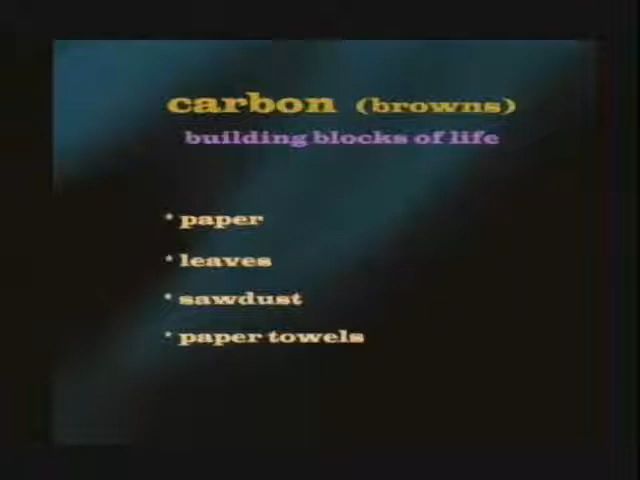 carbon (browns)
building blocks of life
* paper
* leaves
* sawdust
* paper towels